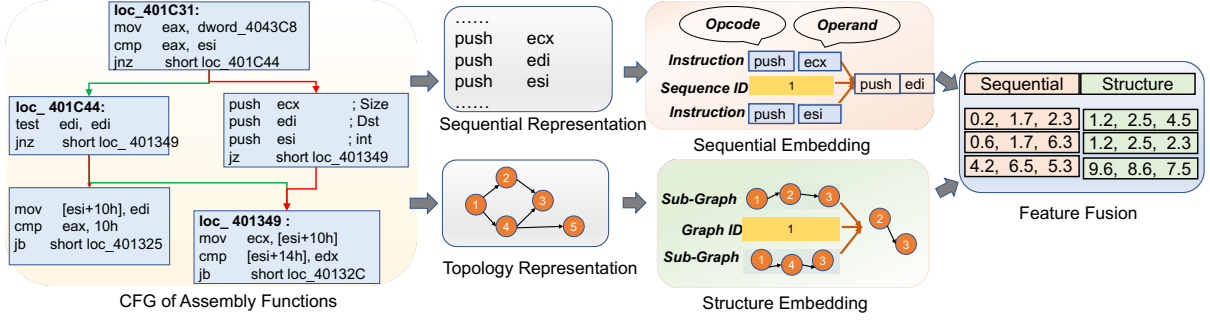 loc_401C31:
mov eax, dword_4043C8
cmp eax, esi
jnz short loc_401C44
loc_401C44:
test edi, edi
jnz short loc_401349
push ecx ; Size
push edi ; Dst
push esi ; int
jz short loc_401349
mov [esi+10h], edi
cmp eax, 10h
jb short loc_401325
loc_401349 :
mov ecx, [esi+10h]
cmp [esi+14h], edx
jb short loc_40132C
CFG of Assembly Functions
......
push ecx
push edi
push esi
......
Sequential Representation
1
2
3
4
5
Topology Representation
Opcode Operand
Instruction push ecx
Sequence ID 1
Instruction push esi
push edi
Sequential Embedding
Sub-Graph 1 2 3
Graph ID 1
Sub-Graph 1 4 3
2
3
Structure Embedding
Sequential Structure
0.2, 1.7, 2.3 1.2, 2.5, 4.5
0.6, 1.7, 6.3 1.2, 2.5, 2.3
4.2, 6.5, 5.3 9.6, 8.6, 7.5
Feature Fusion